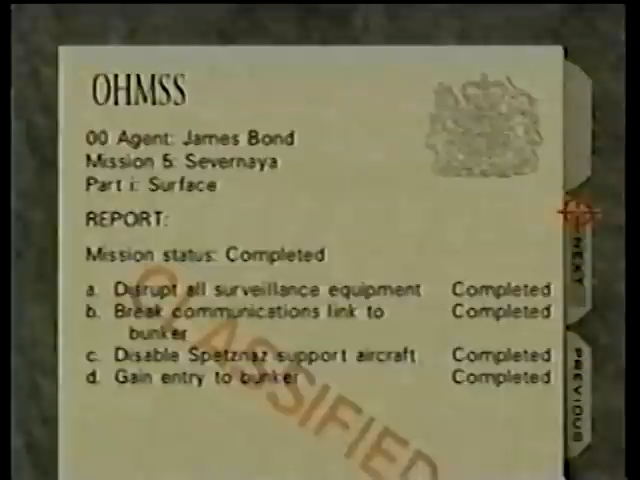 OHMSS
00 Agent: James Bond
Mission 5: Severnaya
Part i: Surface
REPORT:
Mission status: Completed
a. Disrupt all surveillance equipment Completed
b. Break communications link to Completed
bunker
c. Disable Spetznaz support aircraft Completed
d. Gain entry to bunker Completed
CLASSIFIED
NEXT
PREVIOUS